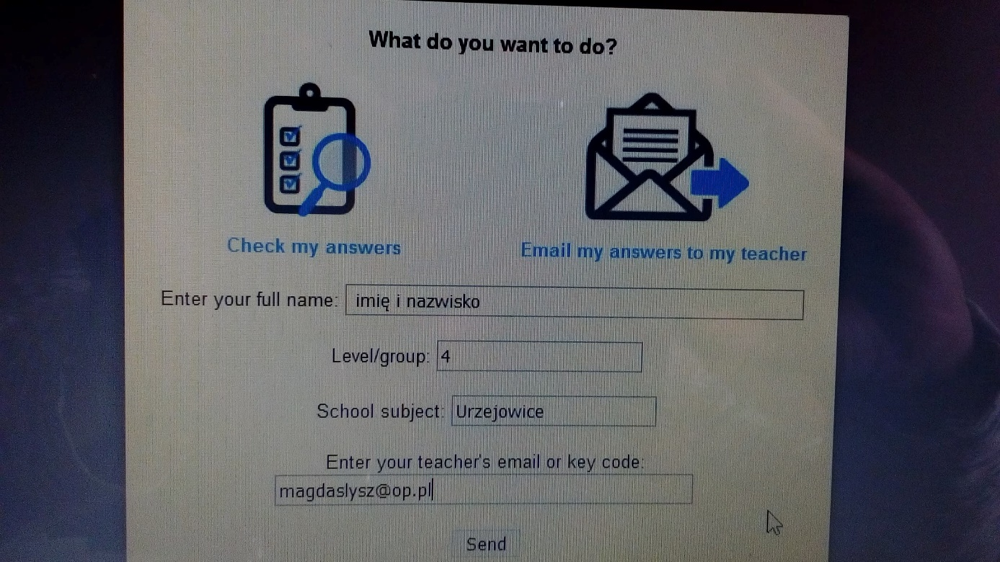 What do you want to do?
Check my answers
Email my answers to my teacher
Enter your full name: imię i nazwisko
Level/group: 4
School subject: Urzejowice
Enter your teacher's email or key code:
magdaslysz@op.pl
Send